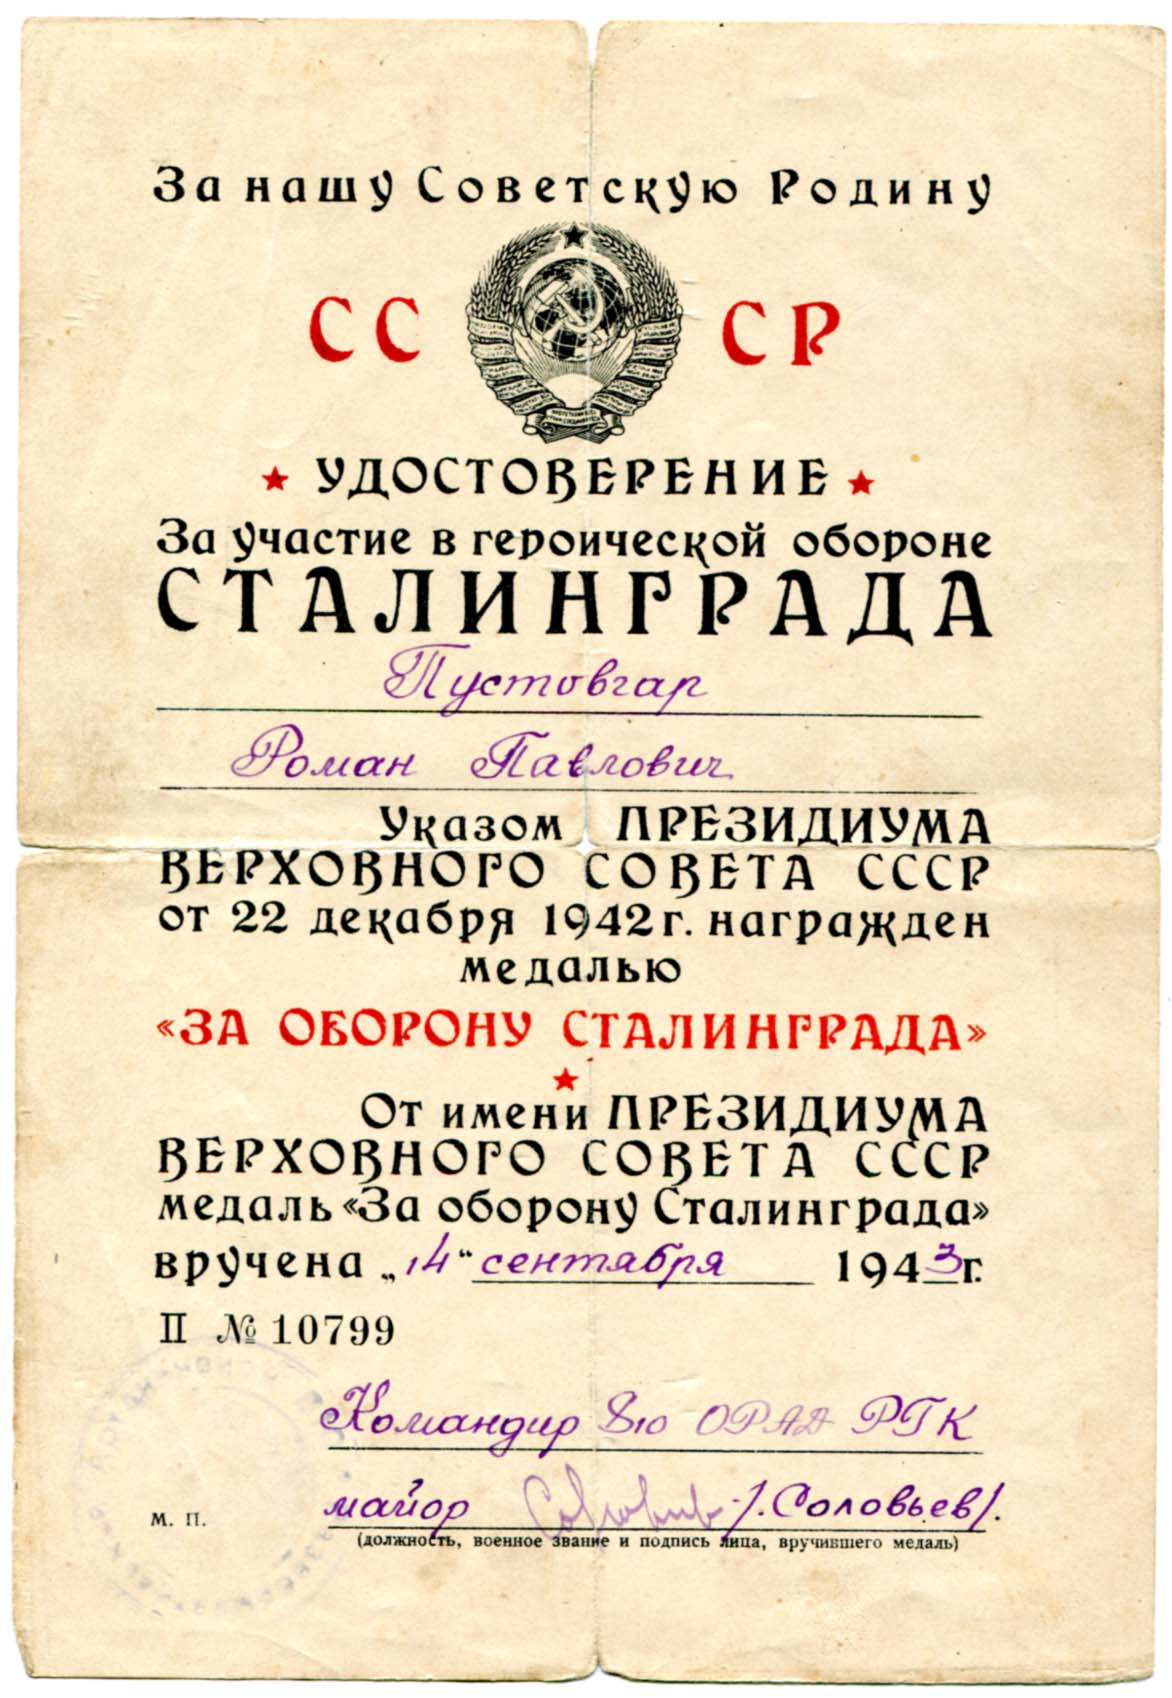 За нашу Советскую Родину
СС СР
УДОСТОВЕРЕНИЕ
За участие в героической обороне
СТАЛИНГРАДА
Пустовгар
Роман Павлович
Указом ПРЕЗИДИУМА
ВЕРХОВНОГО СОВЕТА СССР
от 22 декабря 1942 г. награжден
медалью
«ЗА ОБОРОНУ СТАЛИНГРАДА»
От имени ПРЕЗИДИУМА
ВЕРХОВНОГО СОВЕТА СССР
медаль «За оборону Сталинграда»
вручена „14“ сентября 1943 г.
II № 10799
Командир 8го ОРАД РГК
майор /. Соловьев/.
М. П.
(должность, военное звание и подпись лица, вручившего медаль)